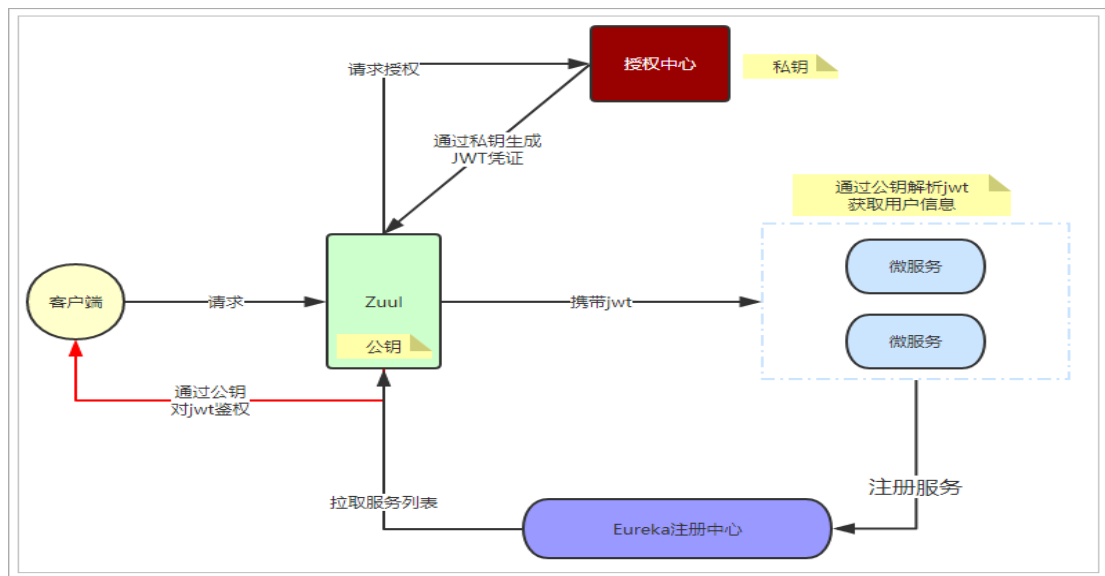 请求授权
授权中心
私钥
通过私钥生成
JWT凭证
通过公钥解析jwt
获取用户信息
微服务
客户端
请求
Zuul
携带jwt
微服务
公钥
通过公钥
对jwt鉴权
注册服务
拉取服务列表
Eureka注册中心